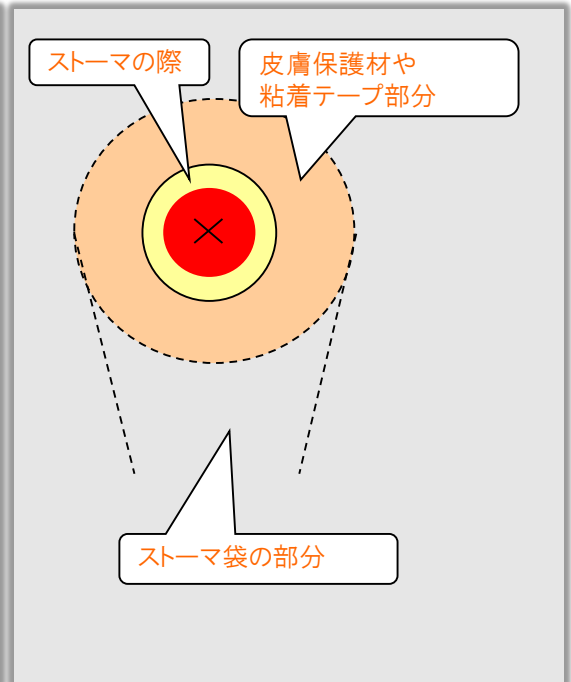 ストーマの際
皮膚保護材や
粘着テープ部分
ストーマ袋の部分